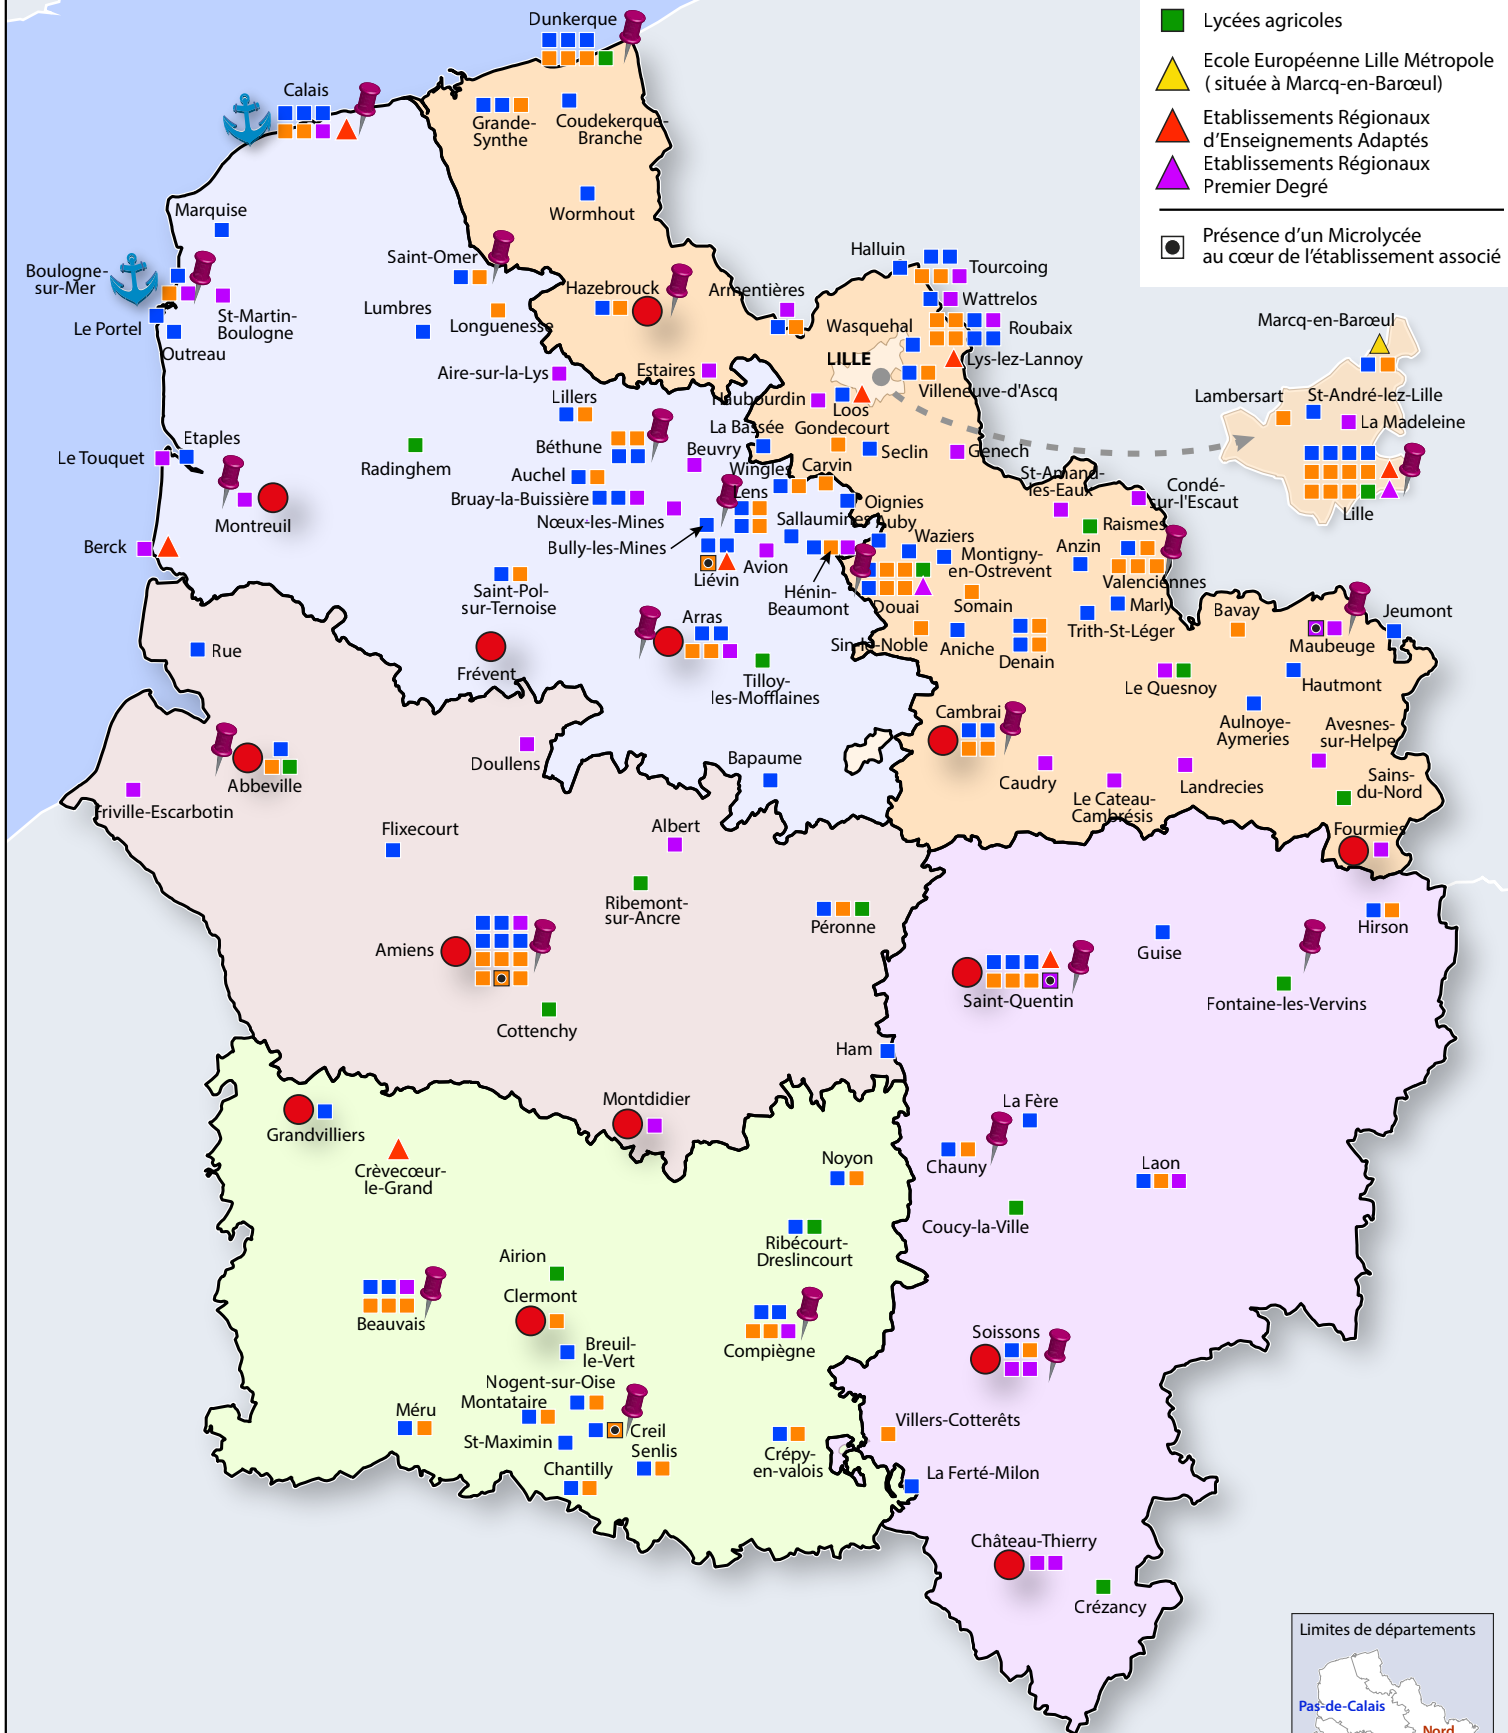 Lycées agricoles
Ecole Européenne Lille Métropole
( située à Marcq-en-Barœul)
Etablissements Régionaux
d’Enseignements Adaptés
Etablissements Régionaux
Premier Degré
Présence d’un Microlycée
au cœur de l’établissement associé
Dunkerque
Calais
Grande-
Synthe
Coudekerque-
Branche
Wormhout
Marquise
Boulogne-
sur-Mer
St-Martin-
Boulogne
Le Portel
Outreau
Saint-Omer
Lumbres
Longuenesse
Hazebrouck
Armentières
Halluin
Tourcoing
Wattrelos
Wasquehal
Roubaix
LILLE
Lys-lez-Lannoy
Villeneuve-d'Ascq
Marcq-en-Barœul
Lambersart
St-André-lez-Lille
La Madeleine
Lille
Aire-sur-la-Lys
Estaires
Haubourdin
Loos
Lillers
La Bassée
Gondecourt
Béthune
Beuvry
Seclin
Genech
Etaples
Le Touquet
Radinghem
Auchel
Wingles
Carvin
St-Amand-
les-Eaux
Condé-
sur-l'Escaut
Bruay-la-Buissière
Lens
Oignies
Montreuil
Nœux-les-Mines
Sallaumines
Auby
Raismes
Bully-les-Mines
Waziers
Anzin
Berck
Liévin
Avion
Montigny-
en-Ostrevent
Valenciennes
Saint-Pol-
sur-Ternoise
Hénin-
Beaumont
Douai
Somain
Marly
Bavay
Jeumont
Arras
Sin-le-Noble
Aniche
Denain
Trith-St-Léger
Maubeuge
Rue
Frévent
Tilloy-
les-Mofflaines
Le Quesnoy
Hautmont
Cambrai
Aulnoye-
Aymeries
Avesnes-
sur-Helpe
Abbeville
Doullens
Bapaume
Caudry
Le Cateau-
Cambrésis
Landrecies
Sains-
du-Nord
Friville-Escarbotin
Flixecourt
Albert
Fourmies
Ribemont-
sur-Ancre
Péronne
Hirson
Amiens
Guise
Saint-Quentin
Fontaine-les-Vervins
Cottenchy
Ham
Grandvilliers
Montdidier
La Fère
Crèvecœur-
le-Grand
Noyon
Chauny
Laon
Ribécourt-
Dreslincourt
Coucy-la-Ville
Airion
Clermont
Beauvais
Breuil-
le-Vert
Compiègne
Soissons
Nogent-sur-Oise
Montataire
Méru
St-Maximin
Creil
Senlis
Chantilly
Crépy-
en-valois
Villers-Cotterêts
La Ferté-Milon
Château-Thierry
Crézancy
Limites de départements
Pas-de-Calais
Nord